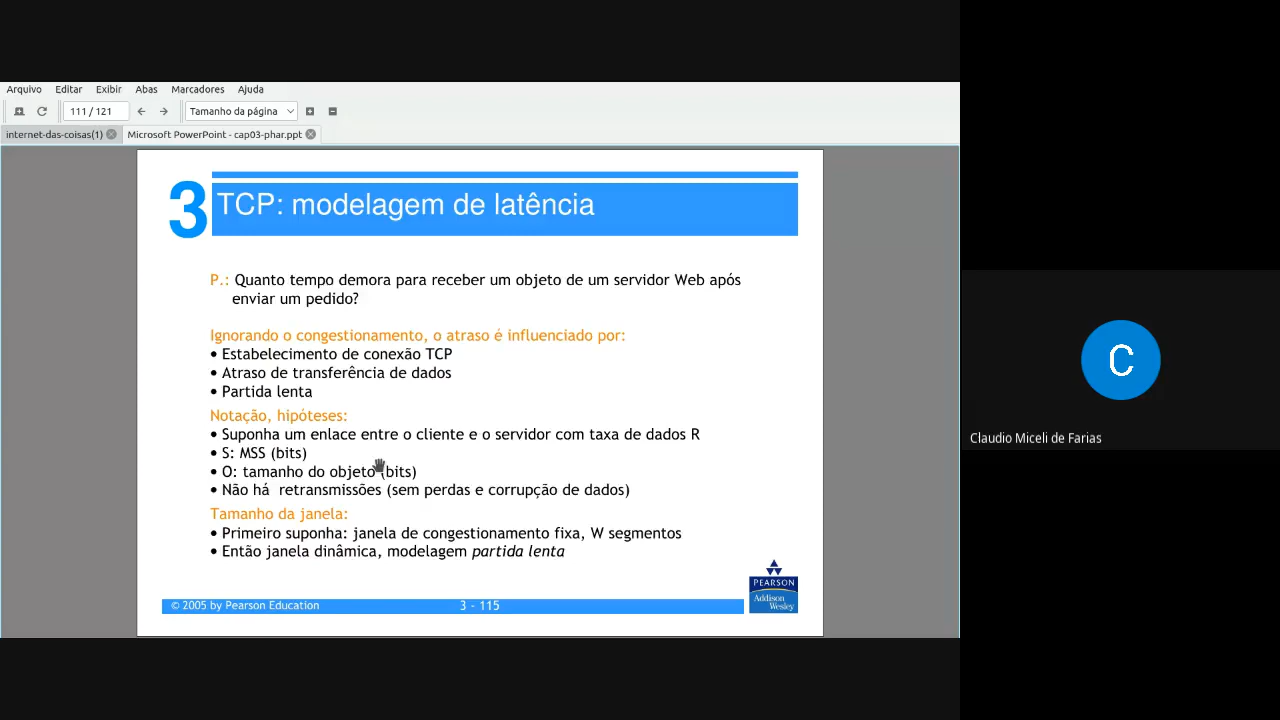 Arquivo Editar Exibir Abas Marcadores Ajuda
111 / 121 Tamanho da página
internet-das-coisas(1) Microsoft PowerPoint - cap03-phar.ppt
3 TCP: modelagem de latência
P.: Quanto tempo demora para receber um objeto de um servidor Web após
enviar um pedido?
Ignorando o congestionamento, o atraso é influenciado por:
• Estabelecimento de conexão TCP
• Atraso de transferência de dados
• Partida lenta
Notação, hipóteses:
• Suponha um enlace entre o cliente e o servidor com taxa de dados R
• S: MSS (bits)
• O: tamanho do objeto (bits)
• Não há retransmissões (sem perdas e corrupção de dados)
Tamanho da janela:
• Primeiro suponha: janela de congestionamento fixa, W segmentos
• Então janela dinâmica, modelagem partida lenta
PEARSON
Addison
Wesley
© 2005 by Pearson Education 3 - 115
C
Claudio Miceli de Farias